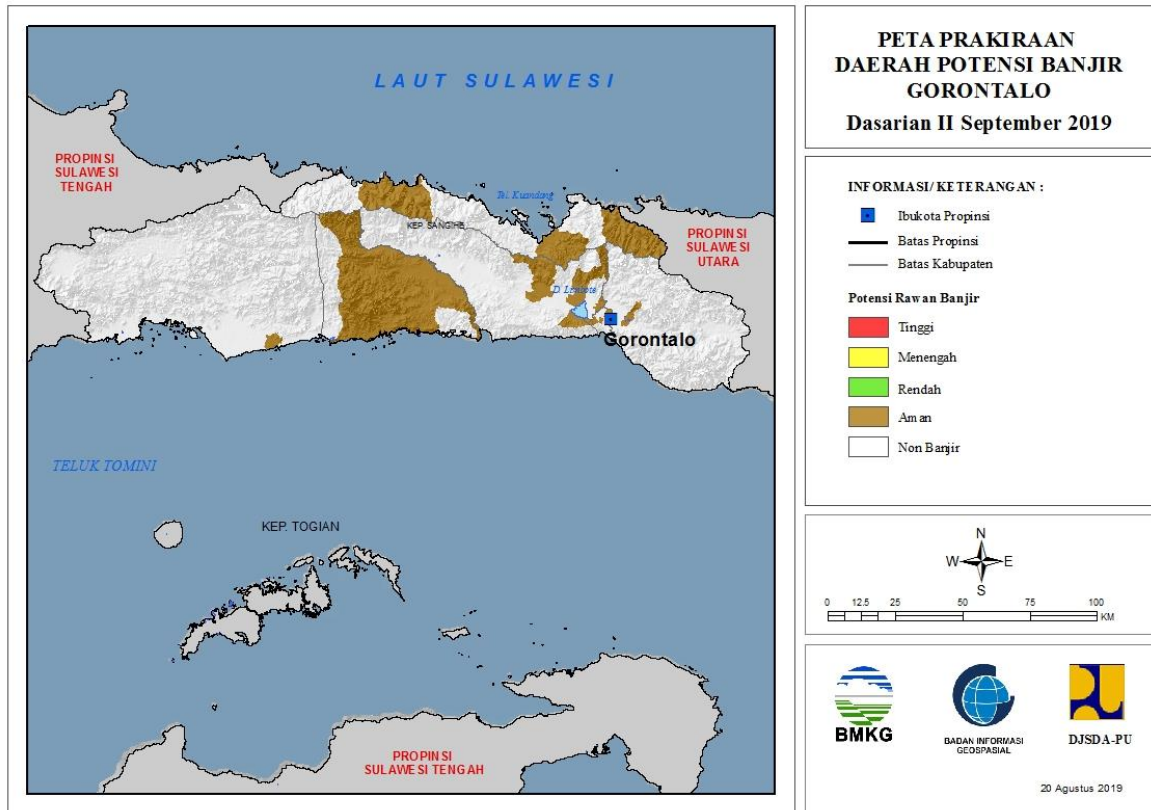 LAUT SULAWESI
PROPINSI
SULAWESI
TENGAH
Tel. Kuandang
KEP. SANGIHE
PROPINSI
SULAWESI
UTARA
D. Limboto
Gorontalo
TELUK TOMINI
KEP. TOGIAN
PROPINSI
SULAWESI TENGAH
PETA PRAKIRAAN
DAERAH POTENSI BANJIR
GORONTALO
Dasarian II September 2019
INFORMASI/ KETERANGAN :
Ibukota Propinsi
Batas Propinsi
Batas Kabupaten
Potensi Rawan Banjir
Tinggi
Menengah
Rendah
Aman
Non Banjir
N
W E
S
0 12.5 25 50 75 100
KM
BMKG
BADAN INFORMASI
GEOSPASIAL
DJSDA-PU
20 Agustus 2019